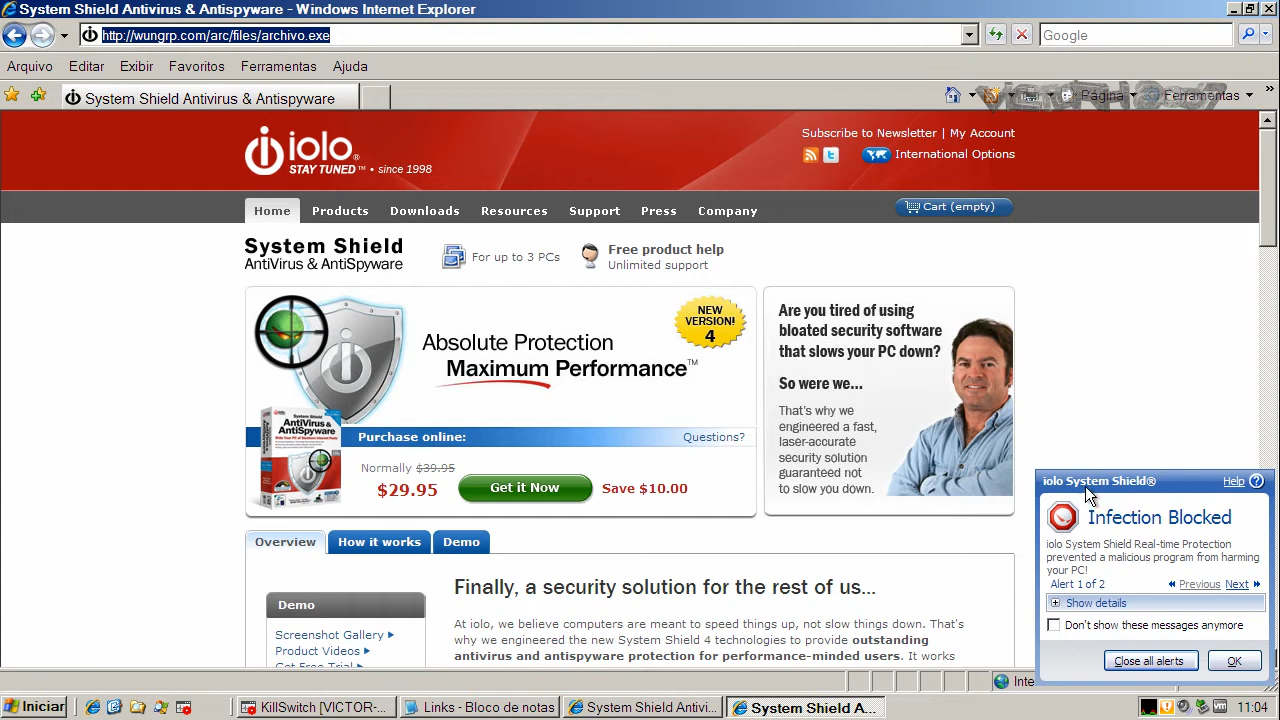 System Shield Antivirus & Antispyware - Windows Internet Explorer
http://wungrp.com/arc/files/archivo.exe
Google
Arquivo Editar Exibir Favoritos Ferramentas Ajuda
System Shield Antivirus & Antispyware
Página Ferramentas
iolo®
STAY TUNED™ • since 1998
Subscribe to Newsletter | My Account
International Options
Home Products Downloads Resources Support Press Company
Cart (empty)
System Shield
AntiVirus & AntiSpyware
For up to 3 PCs
Free product help
Unlimited support
Absolute Protection
Maximum Performance™
NEW
VERSION!
4
System Shield
AntiVirus
& AntiSpyware
Purchase online:
Questions?
Normally $39.95
$29.95
Get it Now
Save $10.00
Are you tired of using
bloated security software
that slows your PC down?
So were we...
That's why we
engineered a fast,
laser-accurate
security solution
guaranteed not
to slow you down.
Overview How it works Demo
Demo
Screenshot Gallery
Product Videos
Get Free Trial
Finally, a security solution for the rest of us...
At iolo, we believe computers are meant to speed things up, not slow things down. That's
why we engineered the new System Shield 4 technologies to provide outstanding
antivirus and antispyware protection for performance-minded users. It works
iolo System Shield®
Help
Infection Blocked
iolo System Shield Real-time Protection
prevented a malicious program from harming
your PC!
Alert 1 of 2
Previous Next
Show details
Don't show these messages anymore
Close all alerts
OK
Inte
Iniciar
KillSwitch [VICTOR-...
Links - Bloco de notas
System Shield Antivi...
System Shield A...
11:04